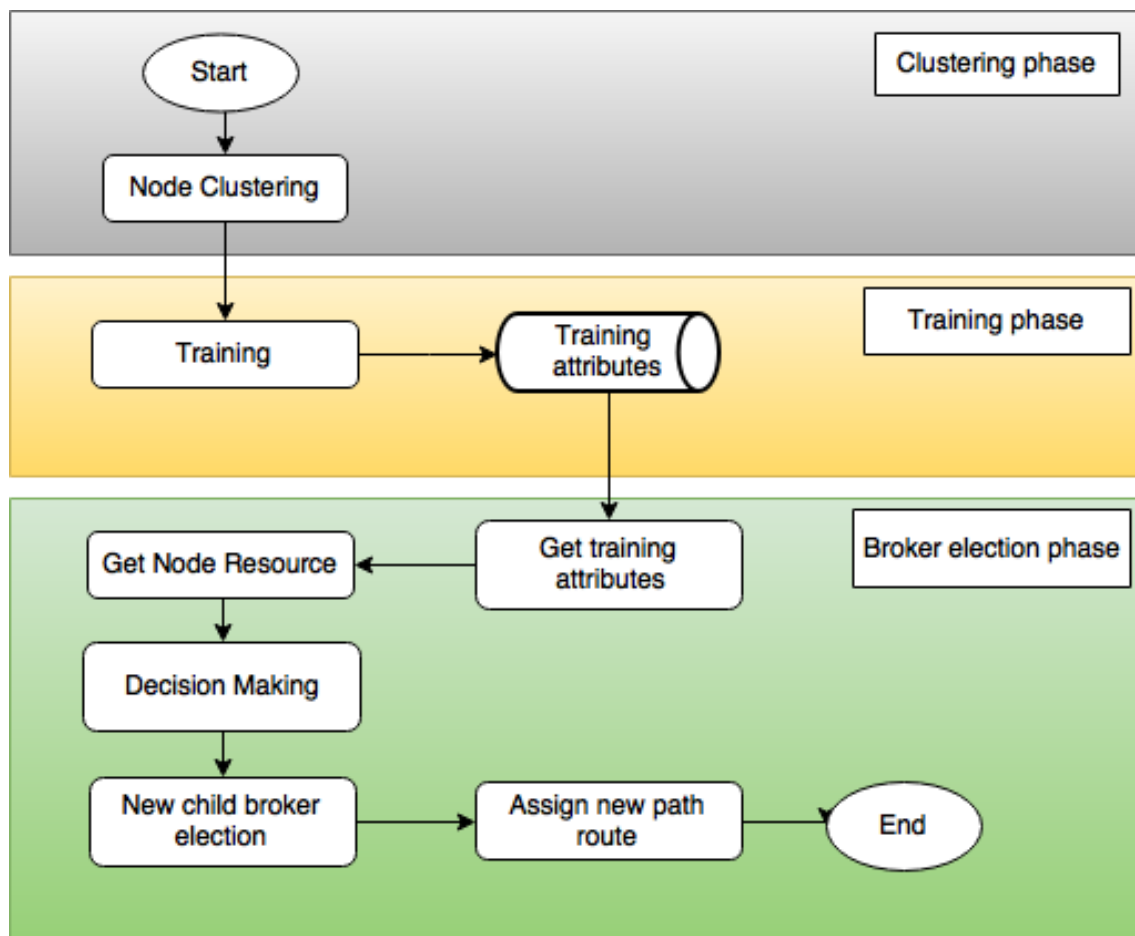 Start
Clustering phase
Node Clustering
Training phase
Training
Training
attributes
Broker election phase
Get Node Resource
Get training
attributes
Decision Making
New child broker
election
Assign new path
route
End